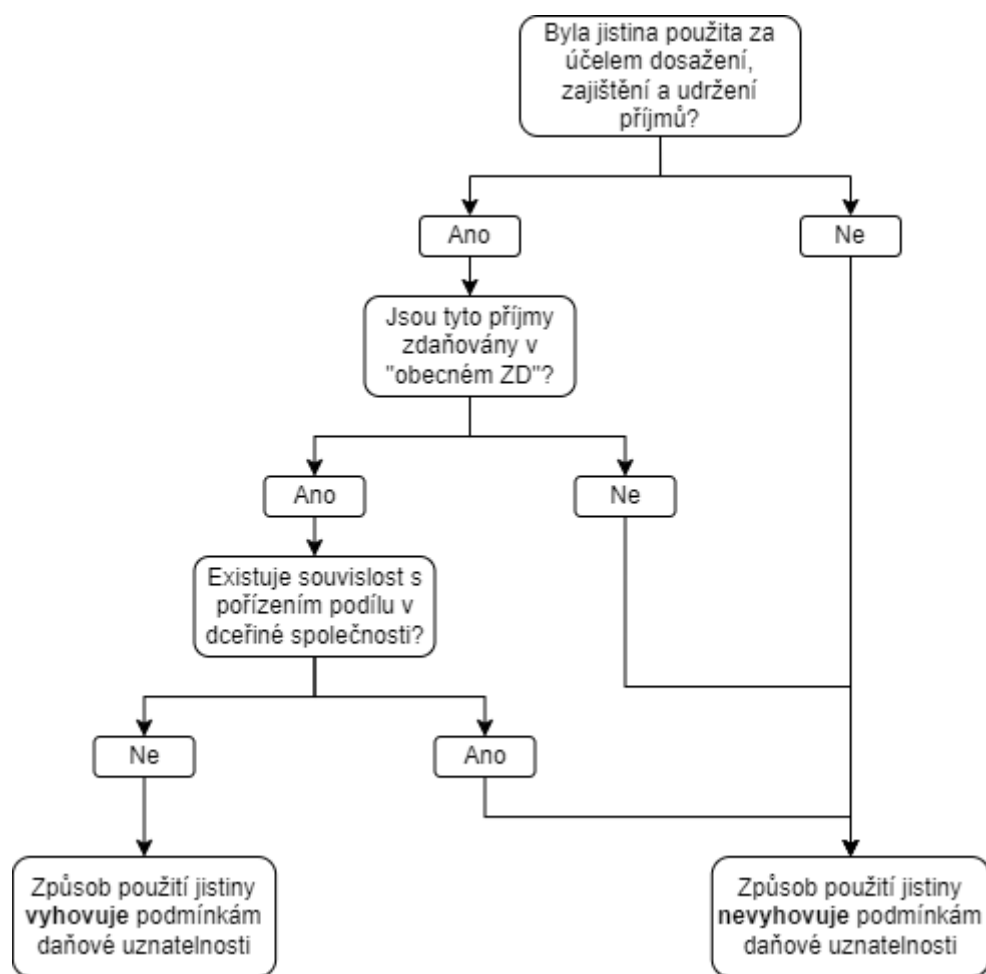 Byla jistina použita za
účelem dosažení,
zajištění a udržení
příjmů?
Ano
Ne
Jsou tyto příjmy
zdaňovány v
"obecném ZD"?
Ano
Ne
Existuje souvislost s
pořízením podílu v
dceřiné společnosti?
Ne
Ano
Způsob použití jistiny
vyhovuje podmínkám
daňové uznatelnosti
Způsob použití jistiny
nevyhovuje podmínkám
daňové uznatelnosti